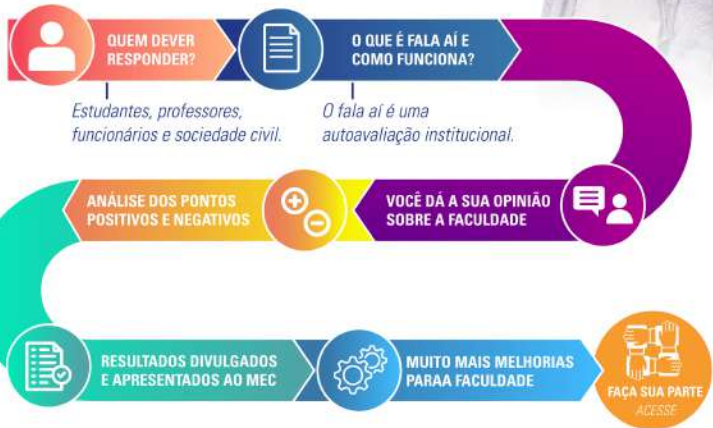 QUEM DEVER
RESPONDER?
O QUE É FALA AÍ E
COMO FUNCIONA?
Estudantes, professores,
funcionários e sociedade civil.
O fala aí é uma
autoavaliação institucional.
VOCÊ DÁ A SUA OPINIÃO
SOBRE A FACULDADE
ANÁLISE DOS PONTOS
POSITIVOS E NEGATIVOS
RESULTADOS DIVULGADOS
E APRESENTADOS AO MEC
MUITO MAIS MELHORIAS
PARAA FACULDADE
FAÇA SUA PARTE
ACESSE